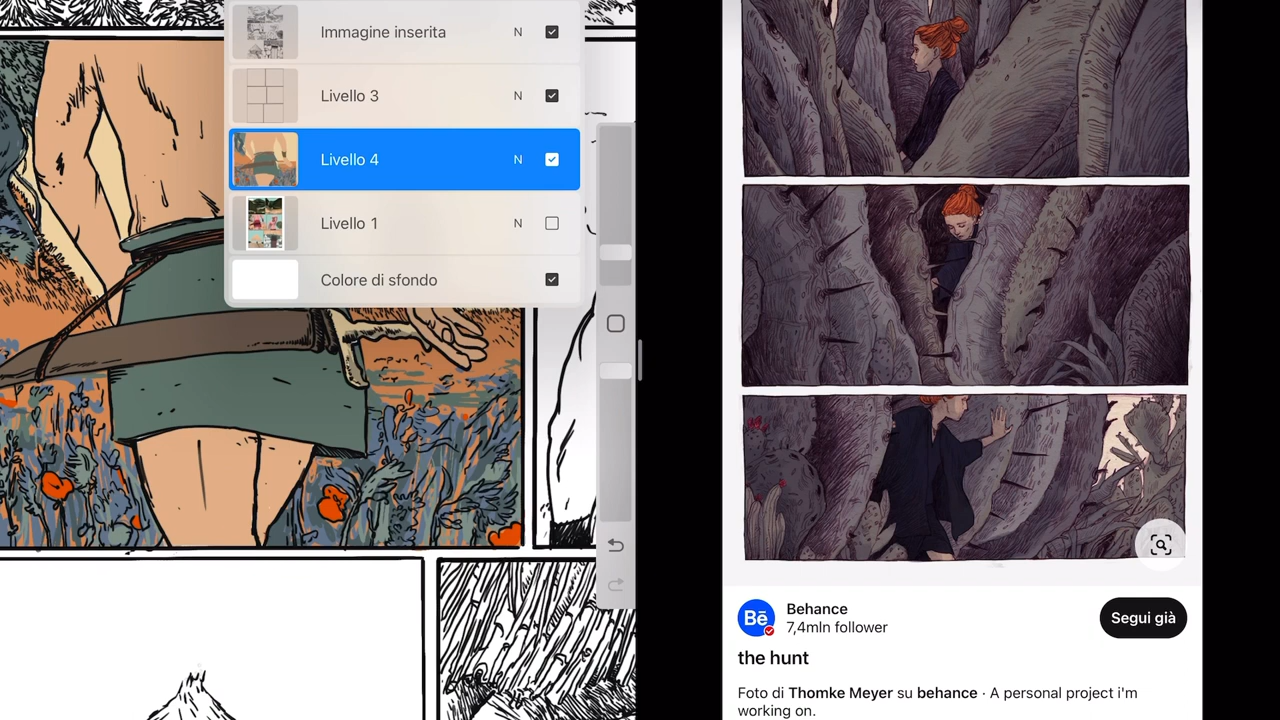 Immagine inserita N
Livello 3 N
Livello 4 N
Livello 1 N
Colore di sfondo
Bē
Behance
7,4mln follower
Segui già
the hunt
Foto di Thomke Meyer su behance · A personal project i'm
working on.